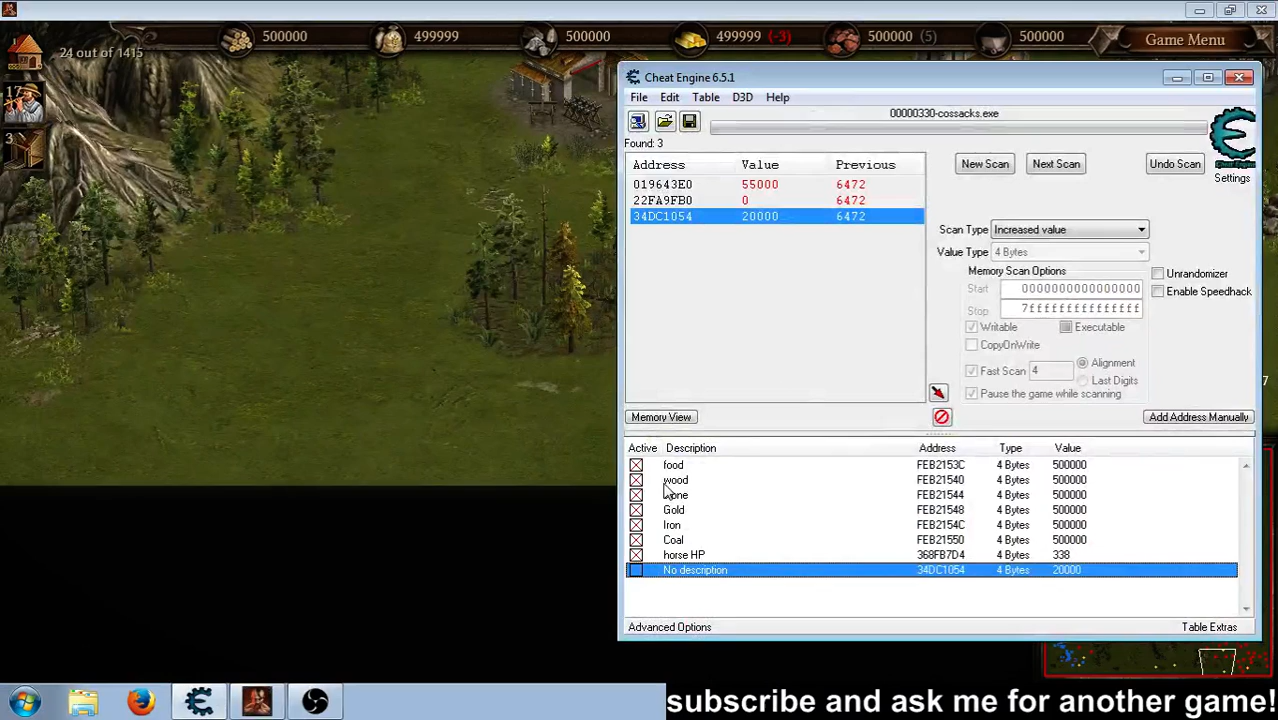 500000 499999 500000 499999 (-3) 500000 (5) 500000 Game Menu
24 out of 1415
17
3
Cheat Engine 6.5.1
File Edit Table D3D Help
00000330-cossacks.exe
Found: 3
Address Value Previous
019643E0 55000 6472
22FA9FB0 0 6472
34DC1054 20000 6472
New Scan Next Scan Undo Scan
Settings
Scan Type Increased value
Value Type 4 Bytes
Memory Scan Options
Start 0000000000000000
Stop 7fffffffffffffff
Writable Executable
CopyOnWrite
Fast Scan 4 Alignment
Last Digits
Pause the game while scanning
Unrandomizer
Enable Speedhack
Memory View Add Address Manually
Active Description Address Type Value
food FEB2153C 4 Bytes 500000
wood FEB21540 4 Bytes 500000
one FEB21544 4 Bytes 500000
Gold FEB21548 4 Bytes 500000
Iron FEB2154C 4 Bytes 500000
Coal FEB21550 4 Bytes 500000
horse HP 368FB7D4 4 Bytes 338
No description 34DC1054 4 Bytes 20000
Advanced Options Table Extras
7
subscribe and ask me for another game!